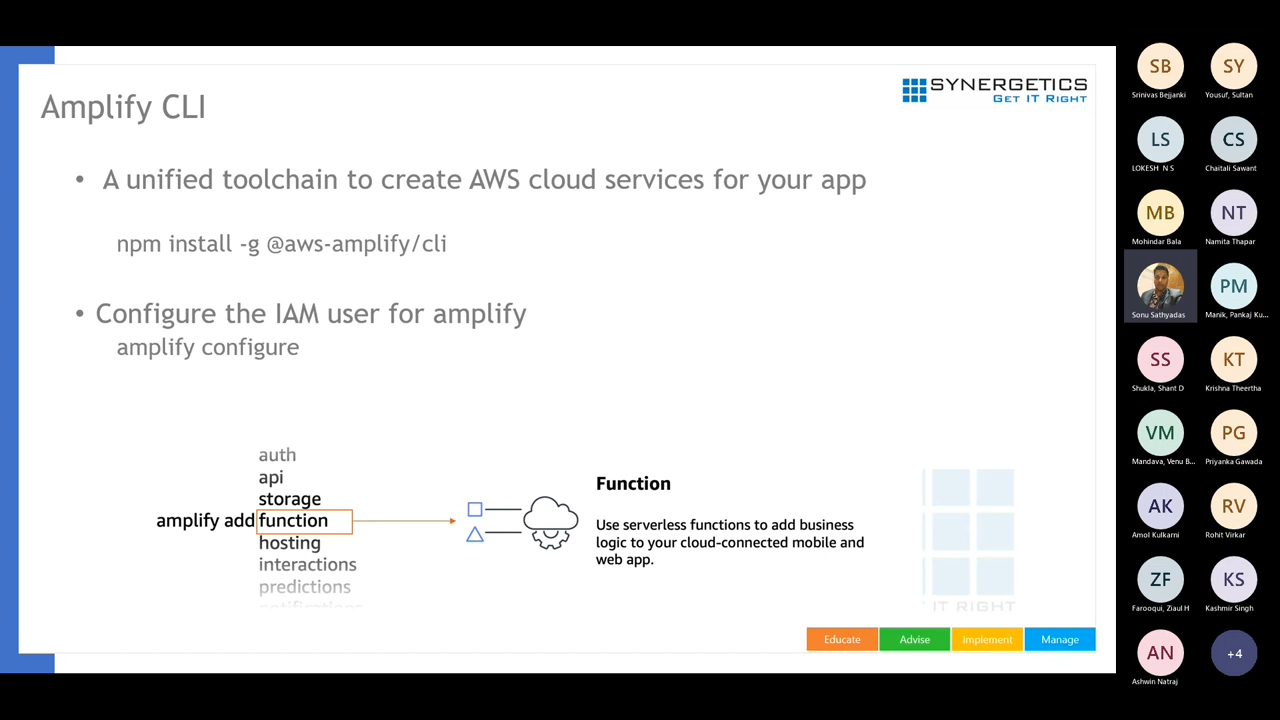 SYNERGETICS
GET IT RIGHT
Amplify CLI
• A unified toolchain to create AWS cloud services for your app
npm install -g @aws-amplify/cli
• Configure the IAM user for amplify
amplify configure
auth
api
storage
amplify add function
hosting
interactions
predictions
notifications
Function
Use serverless functions to add business
logic to your cloud-connected mobile and
web app.
IT RIGHT
Educate Advise Implement Manage
SB SY
Srinivas Bejjanki Yousuf, Sultan
LS CS
LOKESH N S Chaitali Sawant
MB NT
Mohindar Bala Namita Thapar
PM
Sonu Sathyadas Manik, Pankaj Ku...
SS KT
Shukla, Shant D Krishna Theertha
VM PG
Mandava, Venu B... Priyanka Gawada
AK RV
Amol Kulkarni Rohit Virkar
ZF KS
Farooqui, Ziaul H Kashmir Singh
AN +4
Ashwin Natraj